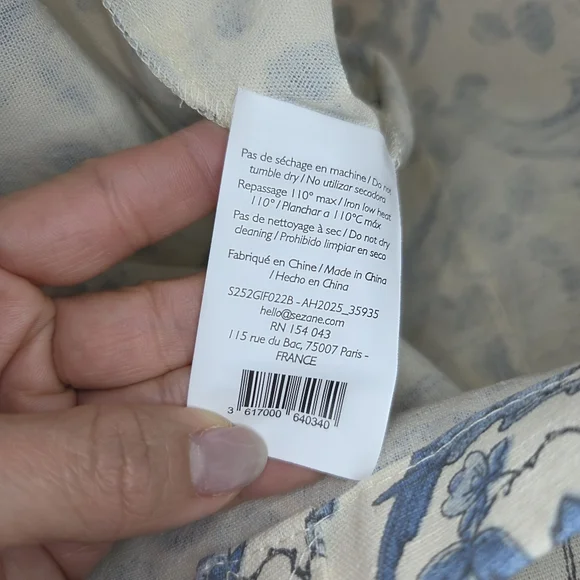 Pas de séchage en machine / Do not
tumble dry / No utilizar secadora
Repassage 110° max / Iron low heat
110° / Planchar a 110°C máx
Pas de nettoyage à sec / Do not dry
cleaning / Prohibido limpiar en seco
Fabriqué en Chine / Made in China
/ Hecho en China
S252GIF022B - AH2025_35935
hello@sezane.com
RN 154 043
115 rue du Bac, 75007 Paris -
FRANCE
3 617000 640340